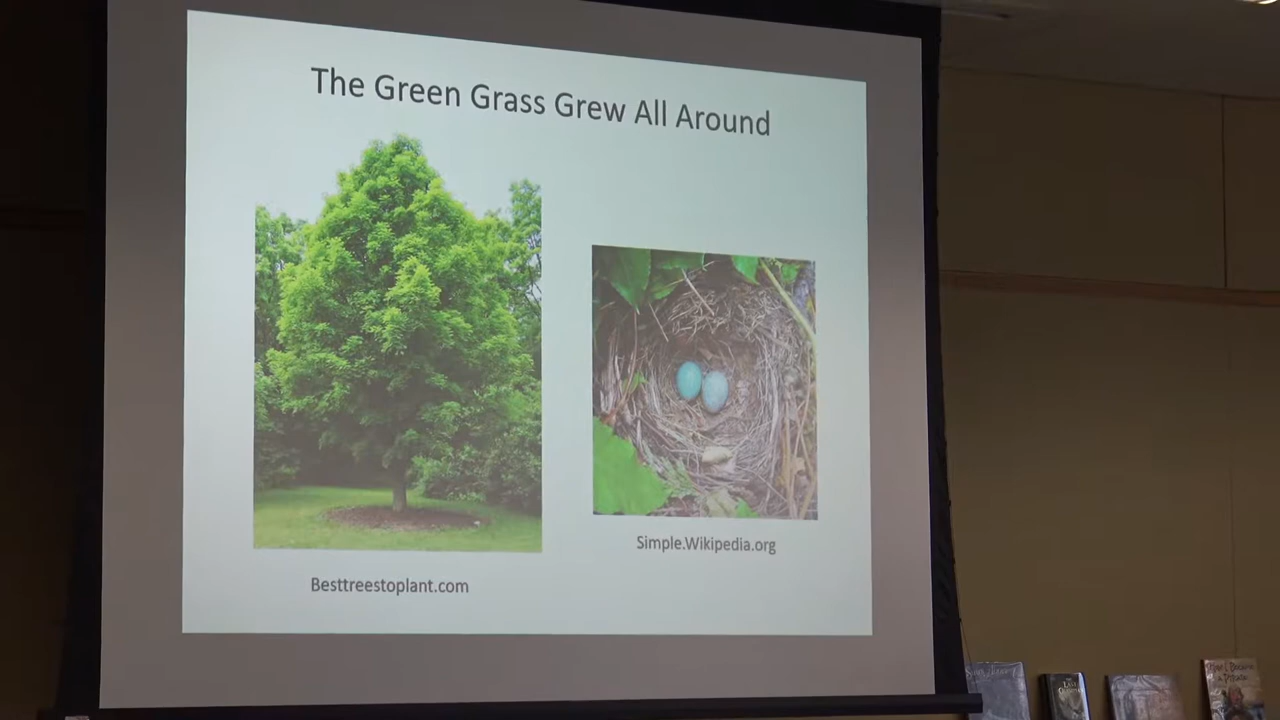 The Green Grass Grew All Around
Simple.Wikipedia.org
Besttreestoplant.com